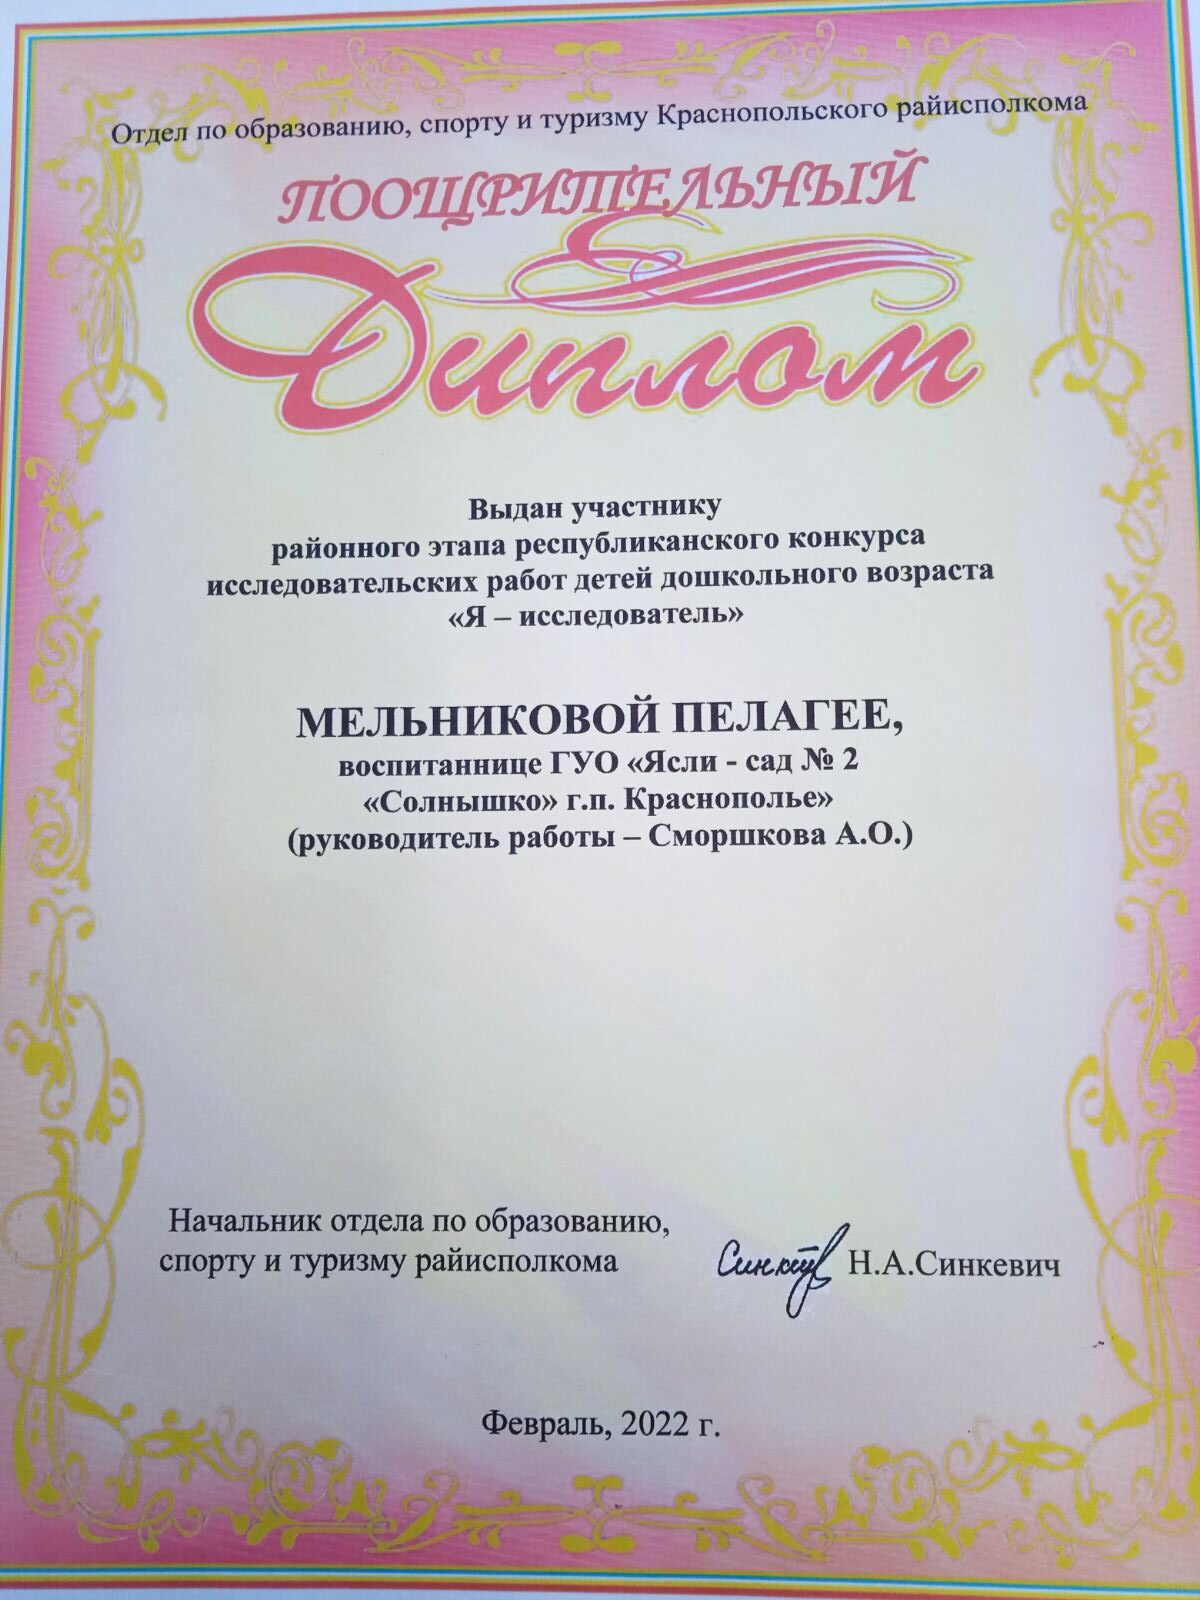 Отдел по образованию, спорту и туризму Краснопольского райисполкома
ПООЩРИТЕЛЬНЫЙ
Диплом
Выдан участнику
районного этапа республиканского конкурса
исследовательских работ детей дошкольного возраста
«Я – исследователь»
МЕЛЬНИКОВОЙ ПЕЛАГЕЕ,
воспитаннице ГУО «Ясли - сад № 2
«Солнышко» г.п. Краснополье»
(руководитель работы – Сморшкова А.О.)
Начальник отдела по образованию,
спорту и туризму райисполкома Н.А.Синкевич
Февраль, 2022 г.